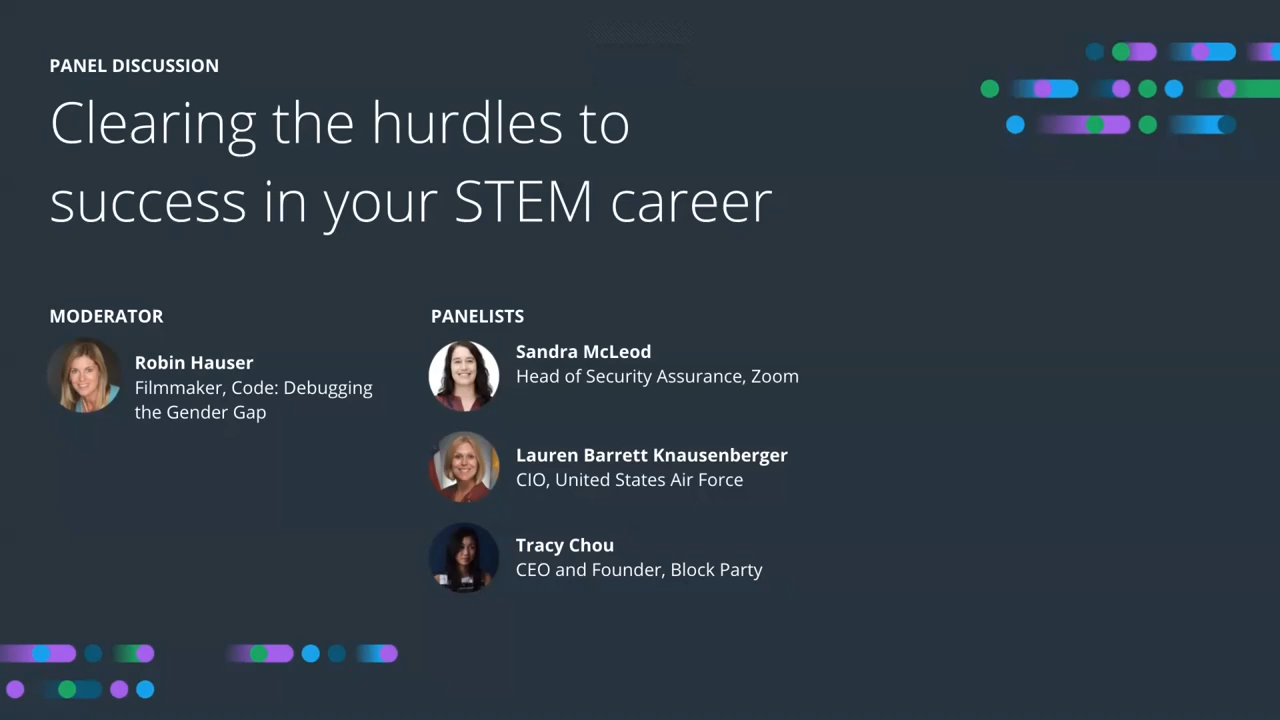 PANEL DISCUSSION
Clearing the hurdles to
success in your STEM career
MODERATOR
Robin Hauser
Filmmaker, Code: Debugging
the Gender Gap
PANELISTS
Sandra McLeod
Head of Security Assurance, Zoom
Lauren Barrett Knausenberger
CIO, United States Air Force
Tracy Chou
CEO and Founder, Block Party